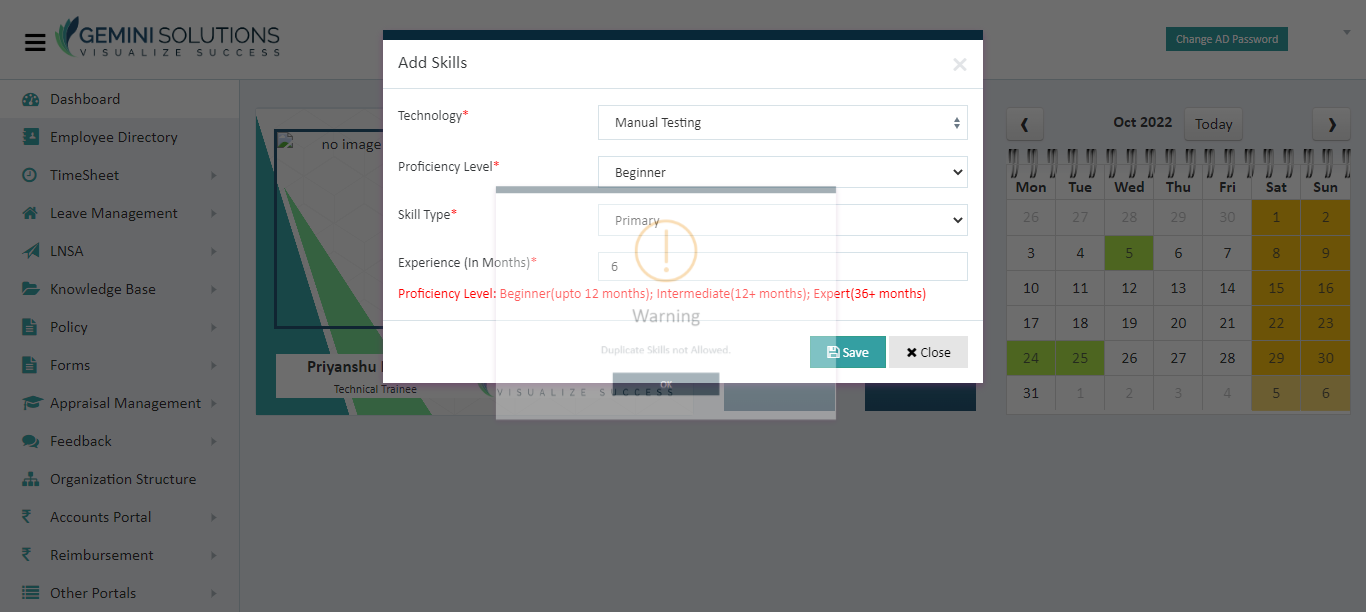 GEMINI SOLUTIONS
VISUALIZE SUCCESS
Change AD Password
Dashboard
Employee Directory
TimeSheet
Leave Management
LNSA
Knowledge Base
Policy
Forms
Appraisal Management
Feedback
Organization Structure
Accounts Portal
Reimbursement
Other Portals
no image
Priyanshu
Technical Trainee
VISUALIZE SUCCESS
Add Skills
Technology*
Manual Testing
Proficiency Level*
Beginner
Skill Type*
Primary
Experience (In Months)*
6
Proficiency Level: Beginner(upto 12 months); Intermediate(12+ months); Expert(36+ months)
Save
Close
Warning
Duplicate Skills not Allowed.
OK
Oct 2022
Today
Mon Tue Wed Thu Fri Sat Sun
26 27 28 29 30 1 2
3 4 5 6 7 8 9
10 11 12 13 14 15 16
17 18 19 20 21 22 23
24 25 26 27 28 29 30
31 1 2 3 4 5 6